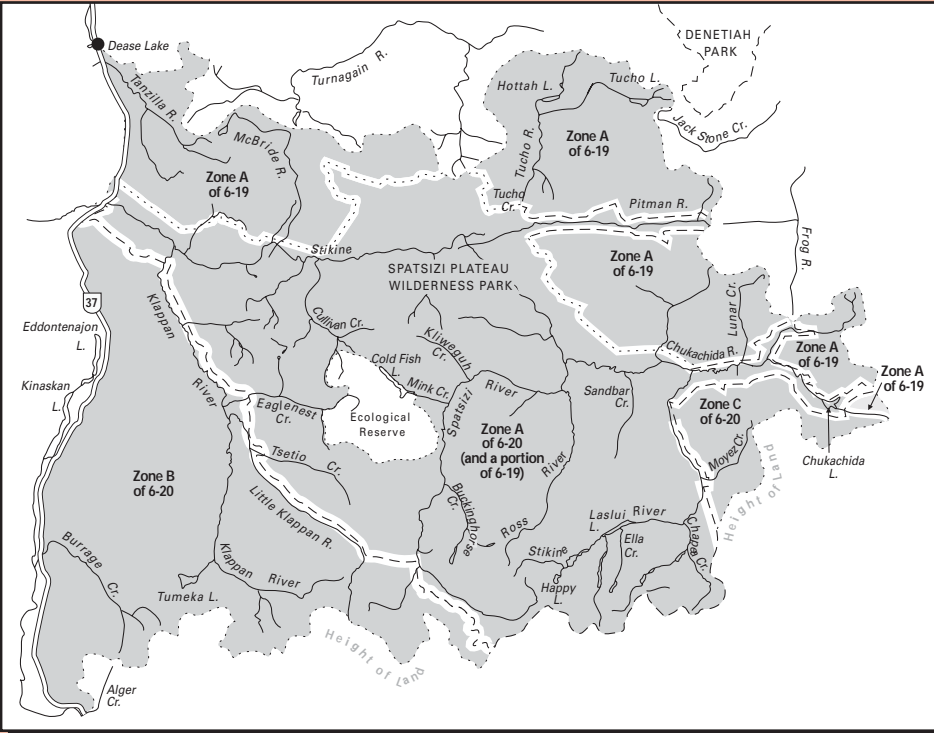 Dease Lake
Tanzilla R.
Turnagain R.
Hottah L.
Tucho L.
DENETIAH
PARK
Jack Stone Cr.
McBride R.
Zone A
of 6-19
Tucho R.
Zone A
of 6-19
Tucho
Cr.
Pitman R.
Stikine
Zone A
of 6-19
Frog R.
SPATSIZI PLATEAU
WILDERNESS PARK
37
Klappan
River
Eddontenajon
L.
Kinaskan
L.
Cullivan Cr.
Kliweguh
Cr.
Cold Fish
L.
Mink Cr.
Spatsizi
River
Lunar Cr.
Chukachida R.
Zone A
of 6-19
Zone A
of 6-19
Sandbar
Cr.
Zone C
of 6-20
Moyez Cr.
Chukachida
L.
Height of Land
Eaglenest
Cr.
Ecological
Reserve
Tsetio Cr.
Zone A
of 6-20
(and a portion
of 6-19)
Zone B
of 6-20
Little Klappan R.
Buckinghorse
Cr.
Ross River
Laslui
L.
River
Stikine
Ella
Cr.
Chapea Cr.
Happy
L.
Burrage Cr.
Klappan River
Tumeka L.
Height of Land
Alger
Cr.